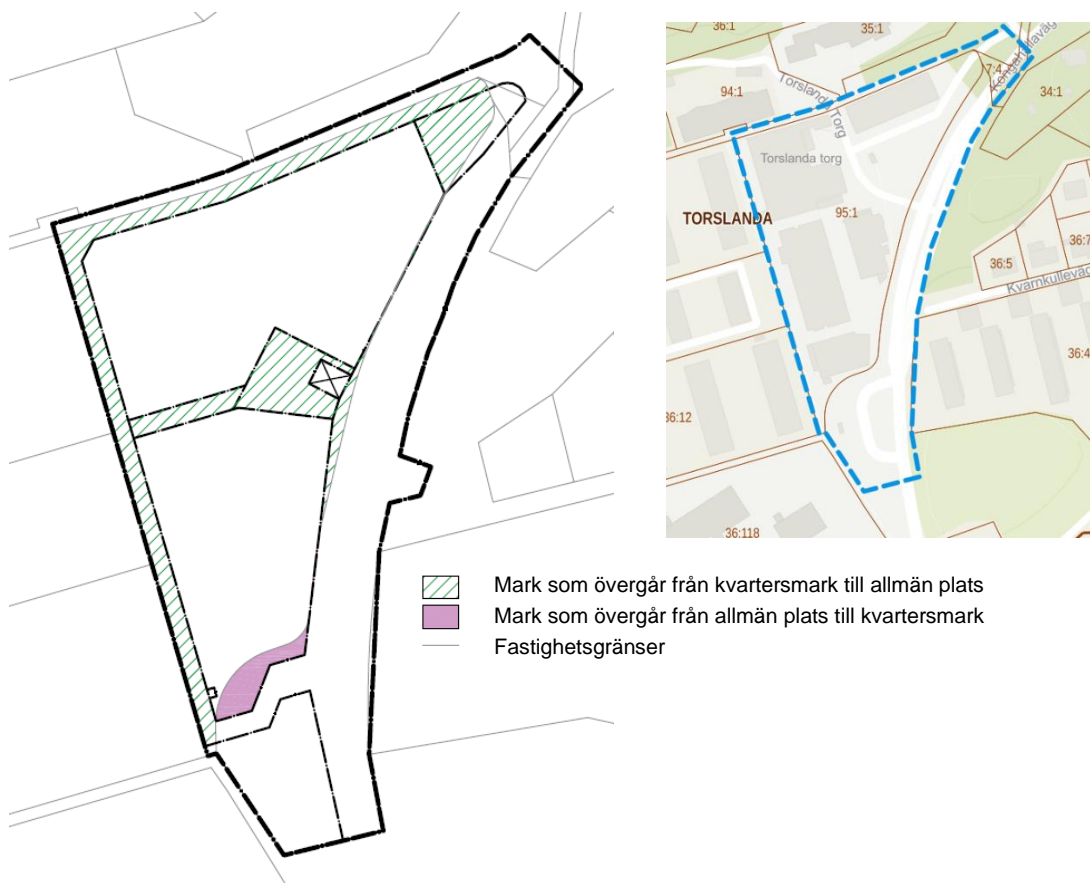 36:1
35:1
Kongahällaväg
7:4
34:1
94:1
Torslanda Torg
Torslanda torg
TORSLANDA
95:1
36:5
36:7
Kvarnkulleväg
36:4
36:12
36:118
Mark som övergår från kvartersmark till allmän plats
Mark som övergår från allmän plats till kvartersmark
Fastighetsgränser